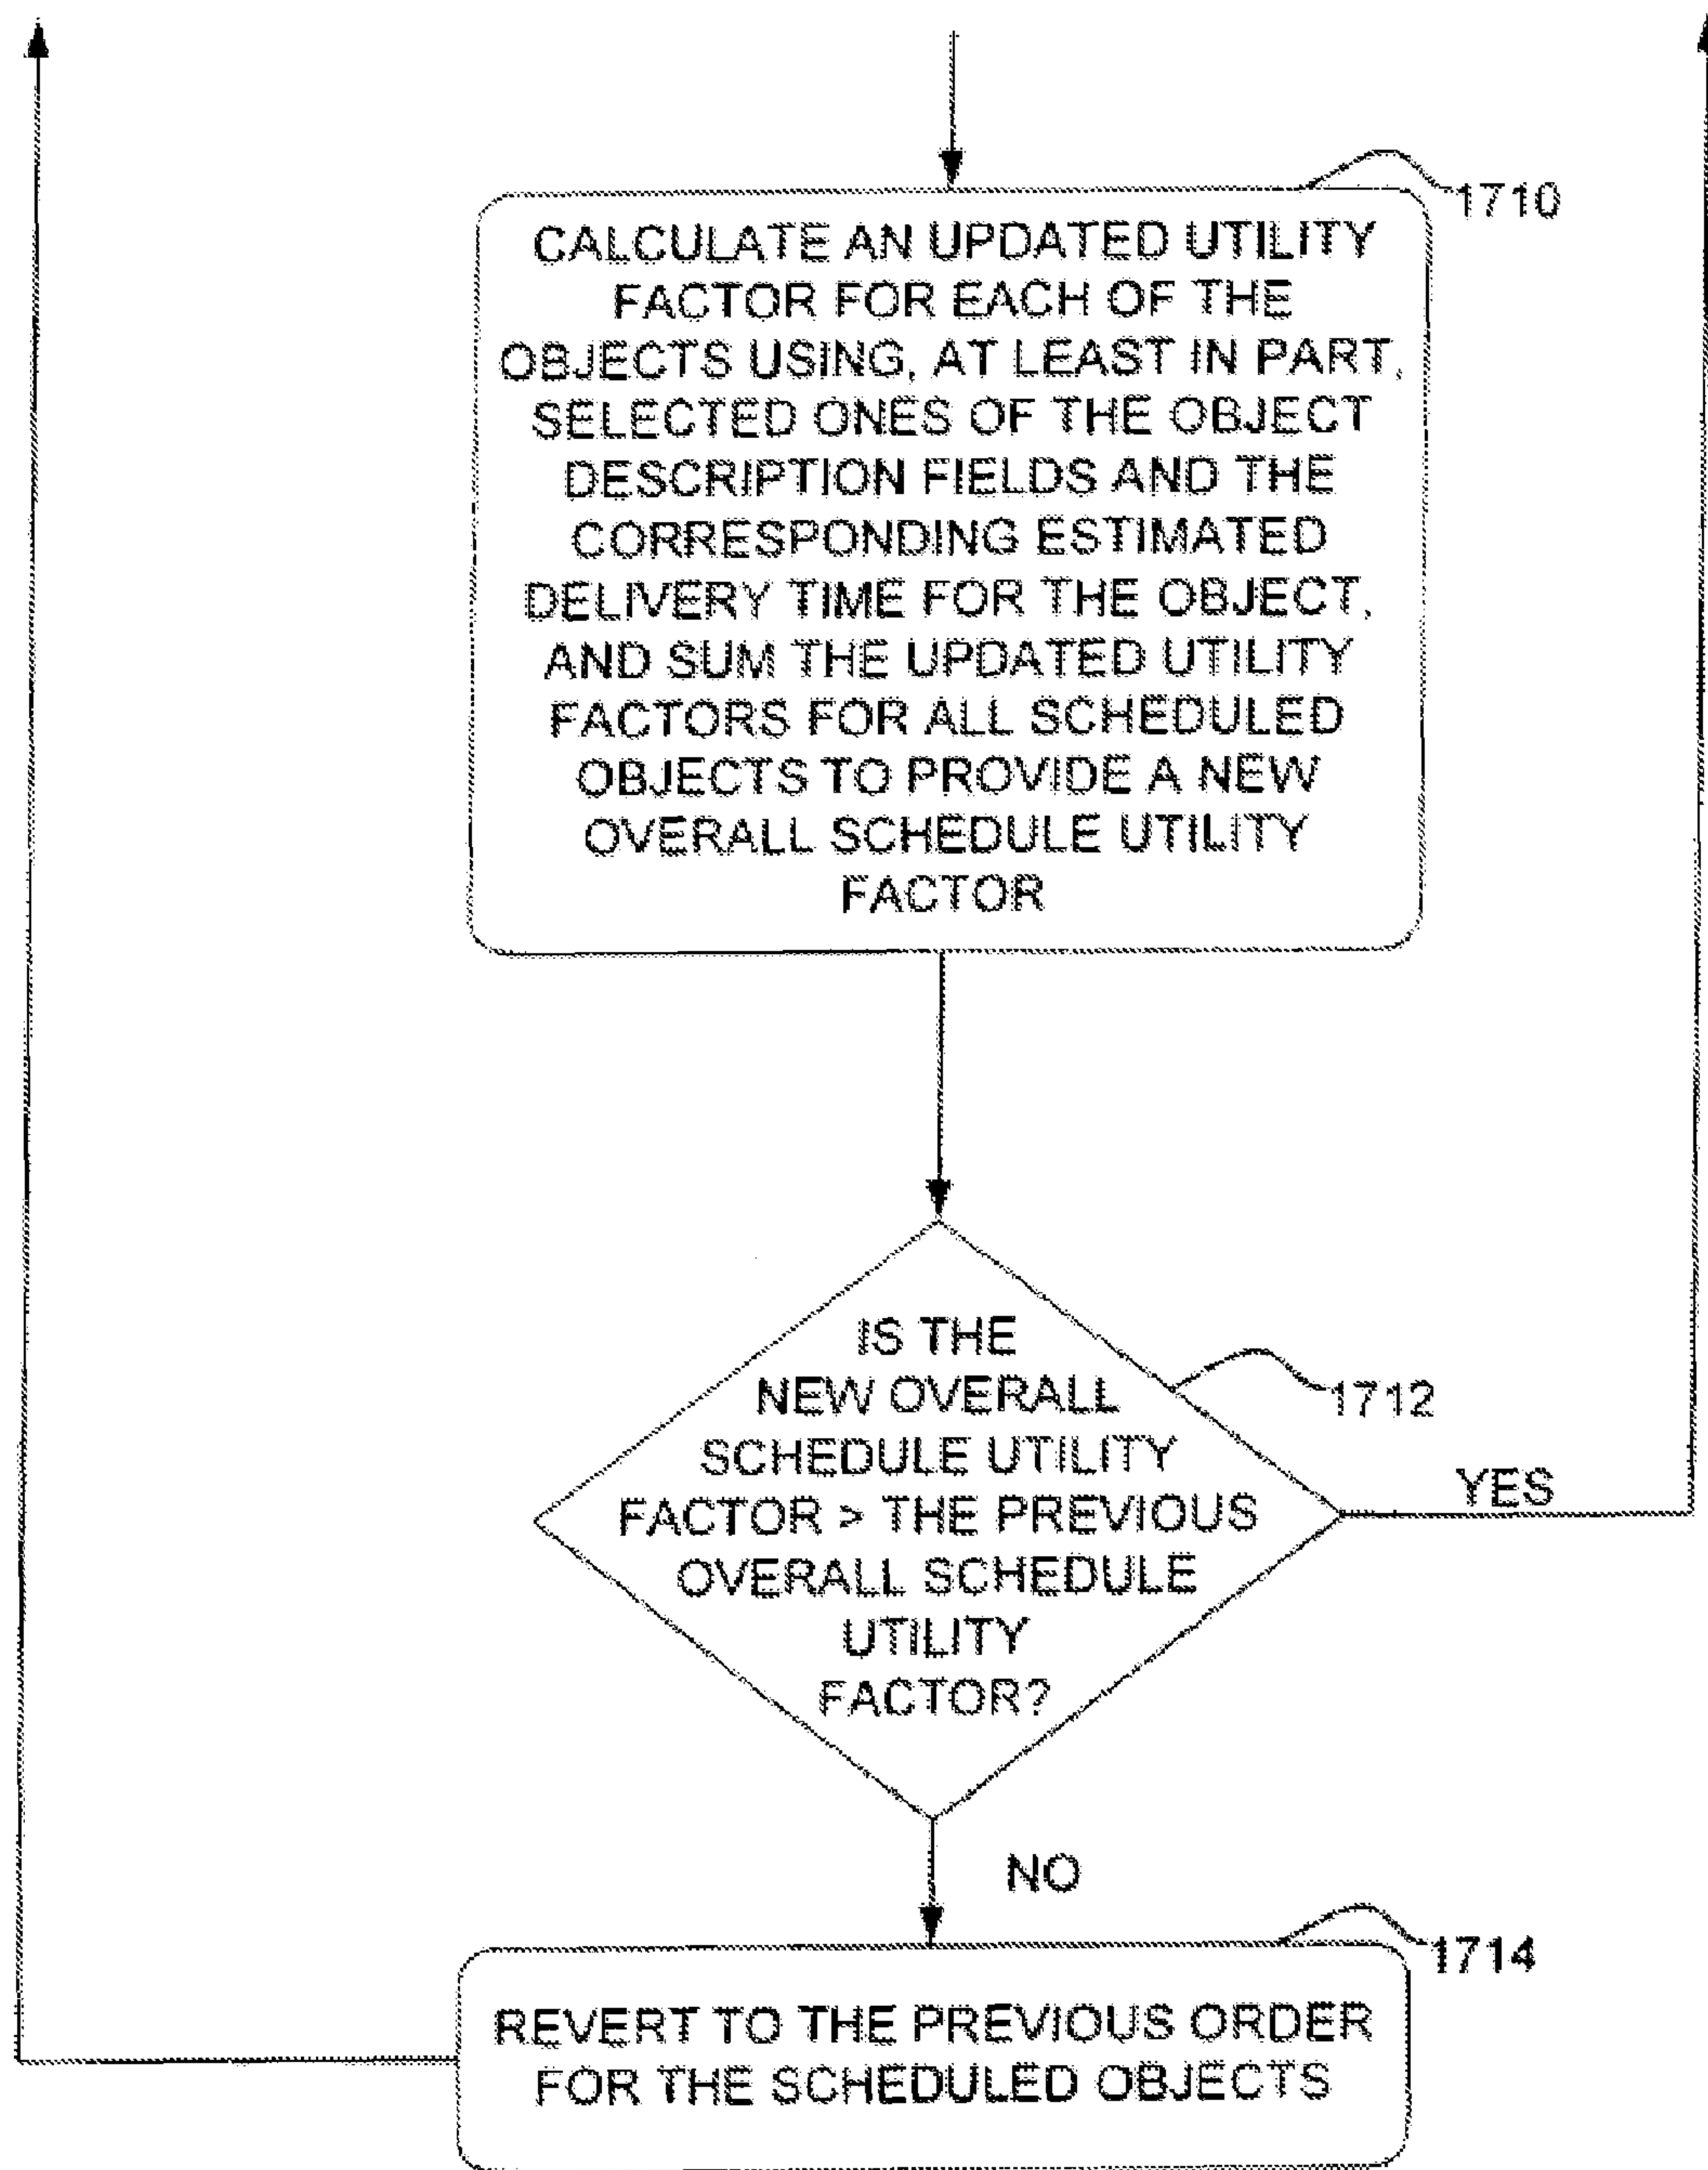 1710
CALCULATE AN UPDATED UTILITY
FACTOR FOR EACH OF THE
OBJECTS USING, AT LEAST IN PART,
SELECTED ONES OF THE OBJECT
DESCRIPTION FIELDS AND THE
CORRESPONDING ESTIMATED
DELIVERY TIME FOR THE OBJECT,
AND SUM THE UPDATED UTILITY
FACTORS FOR ALL SCHEDULED
OBJECTS TO PROVIDE A NEW
OVERALL SCHEDULE UTILITY
FACTOR
IS THE
NEW OVERALL
1712
SCHEDULE UTILITY
YES
FACTOR > THE PREVIOUS
OVERALL SCHEDULE
UTILITY
FACTOR?
NO
1714
REVERT TO THE PREVIOUS ORDER
FOR THE SCHEDULED OBJECTS